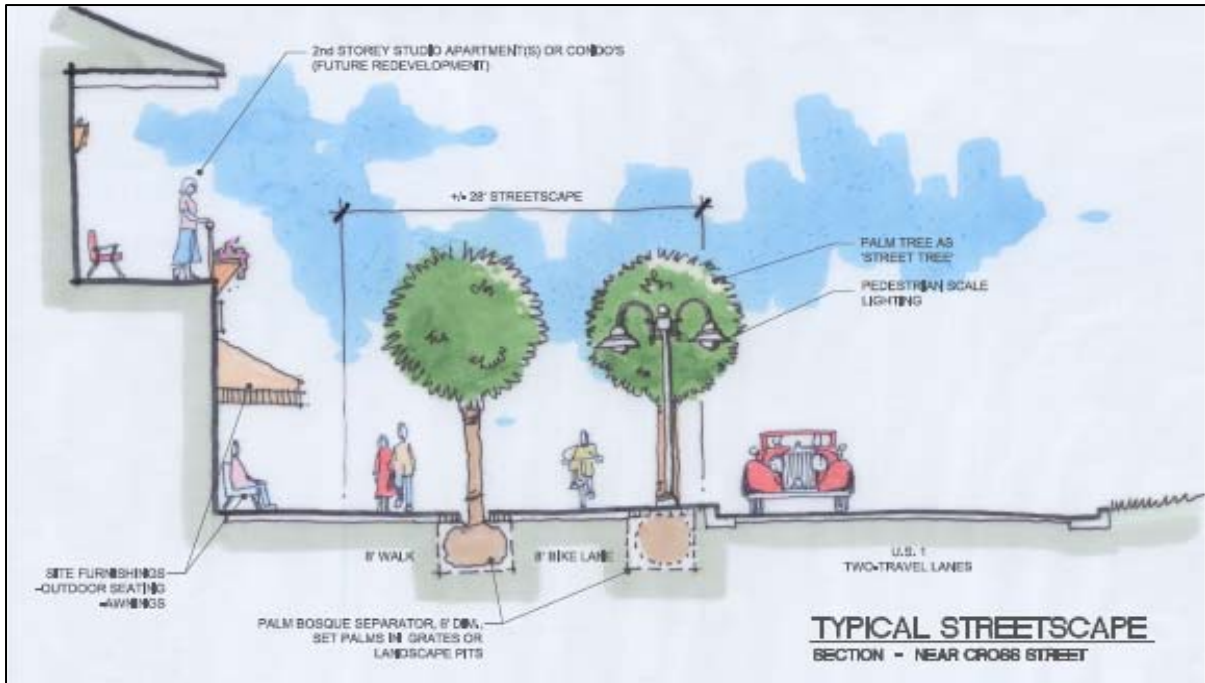 2nd STOREY STUDIO APARTMENT(S) OR CONDO'S
(FUTURE REDEVELOPMENT)
+/- 28' STREETSCAPE
PALM TREE AS
'STREET TREE'
PEDESTRIAN SCALE
LIGHTING
8' WALK
8' BIKE LANE
U.S. 1
TWO-TRAVEL LANES
SITE FURNISHINGS
-OUTDOOR SEATING
-AWNINGS
PALM BOSQUE SEPARATOR, 6' DIM.,
SET PALMS IN GRATES OR
LANDSCAPE PITS
TYPICAL STREETSCAPE
SECTION - NEAR CROSS STREET